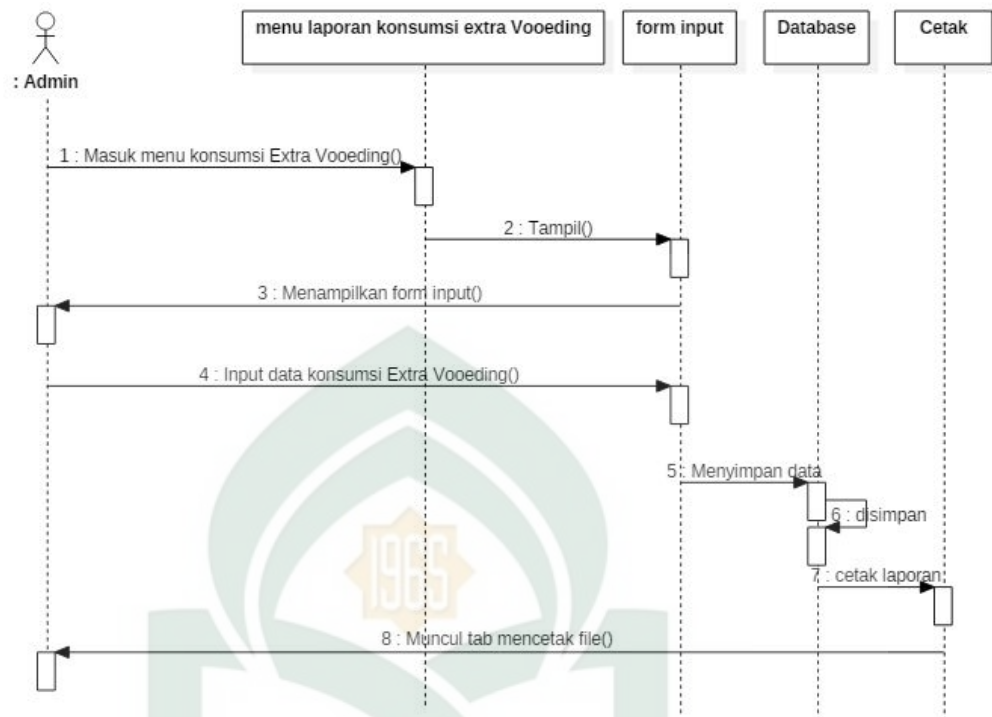 : Admin
menu laporan konsumsi extra Vooeding
form input
Database
Cetak
1 : Masuk menu konsumsi Extra Vooeding()
2 : Tampil()
3 : Menampilkan form input()
4 : Input data konsumsi Extra Vooeding()
5 : Menyimpan data
6 : disimpan
7 : cetak laporan
8 : Muncul tab mencetak file()
1965